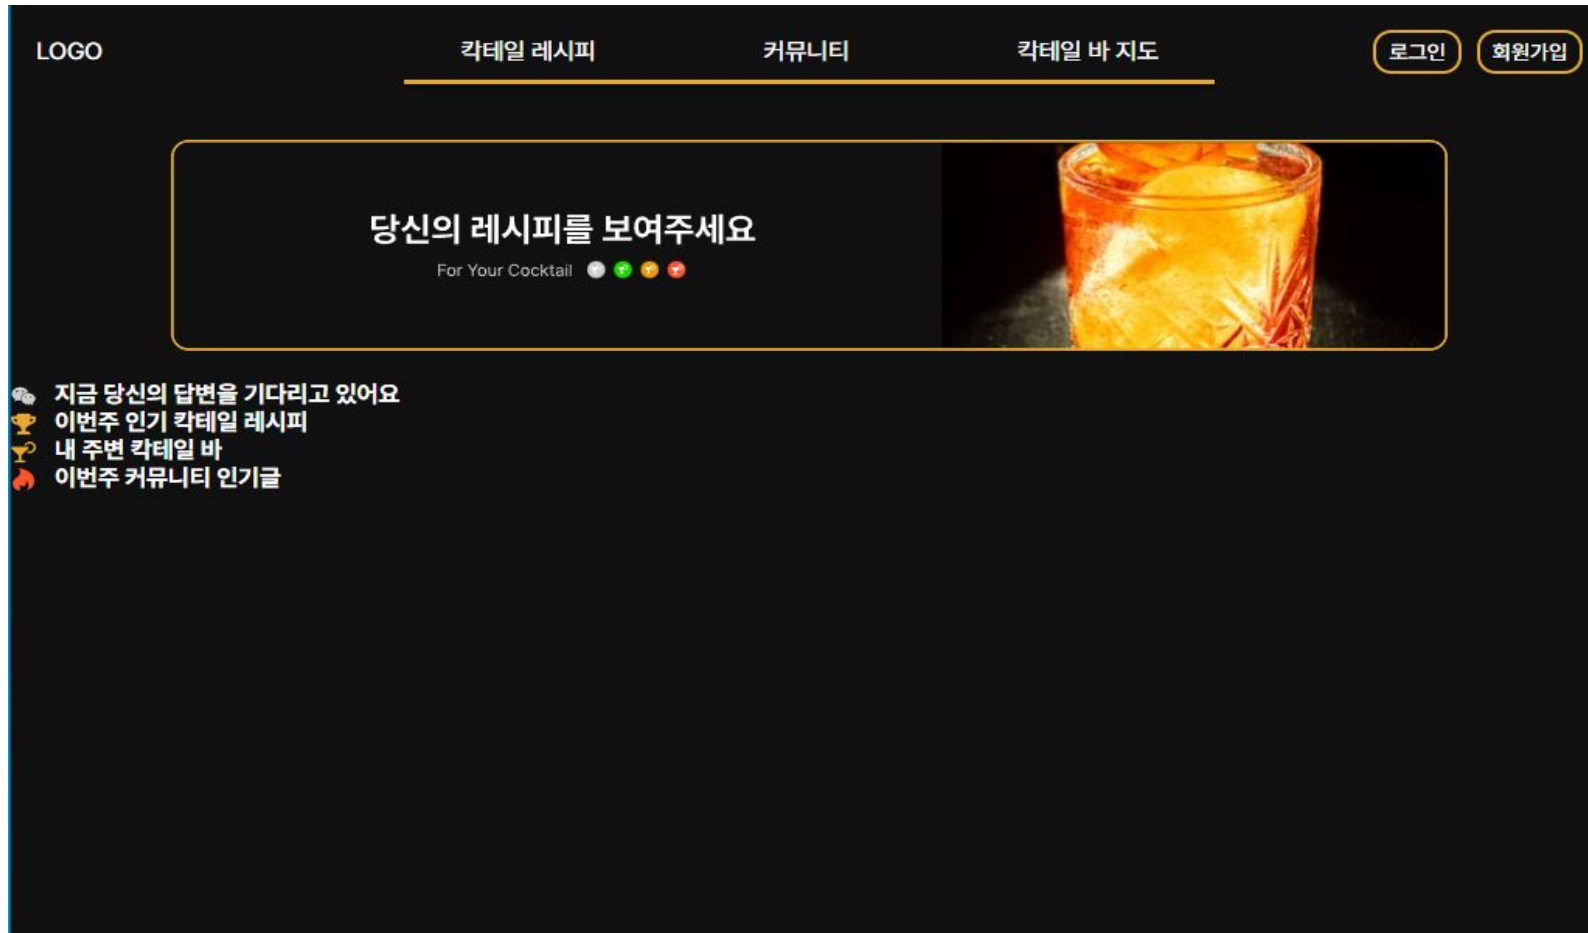 LOGO
칵테일 레시피
커뮤니티
칵테일 바 지도
로그인
회원가입
당신의 레시피를 보여주세요
For Your Cocktail
지금 당신의 답변을 기다리고 있어요
이번주 인기 칵테일 레시피
내 주변 칵테일 바
이번주 커뮤니티 인기글